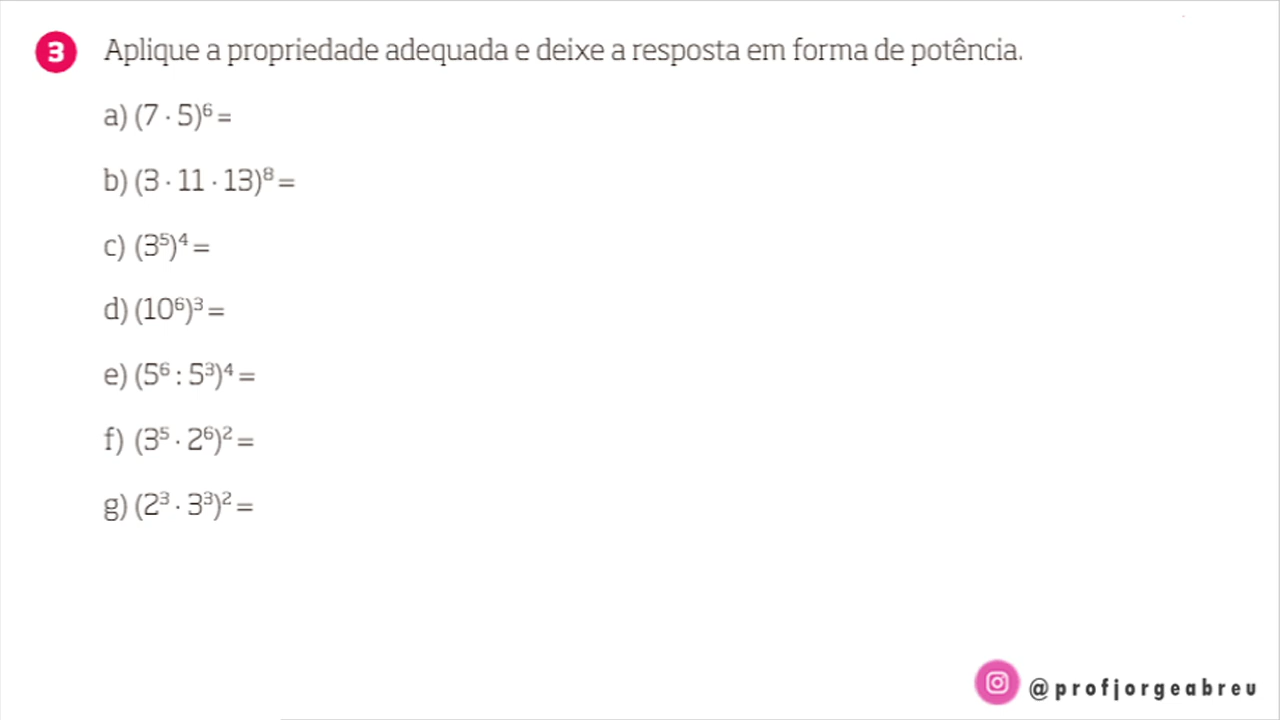 3 Aplique a propriedade adequada e deixe a resposta em forma de potência.
a) (7 · 5)⁶ =
b) (3 · 11 · 13)⁸ =
c) (3⁵)⁴ =
d) (10⁶)³ =
e) (5⁶ : 5³)⁴ =
f) (3⁵ · 2⁶)² =
g) (2³ · 3³)² =
@profjorgeabreu